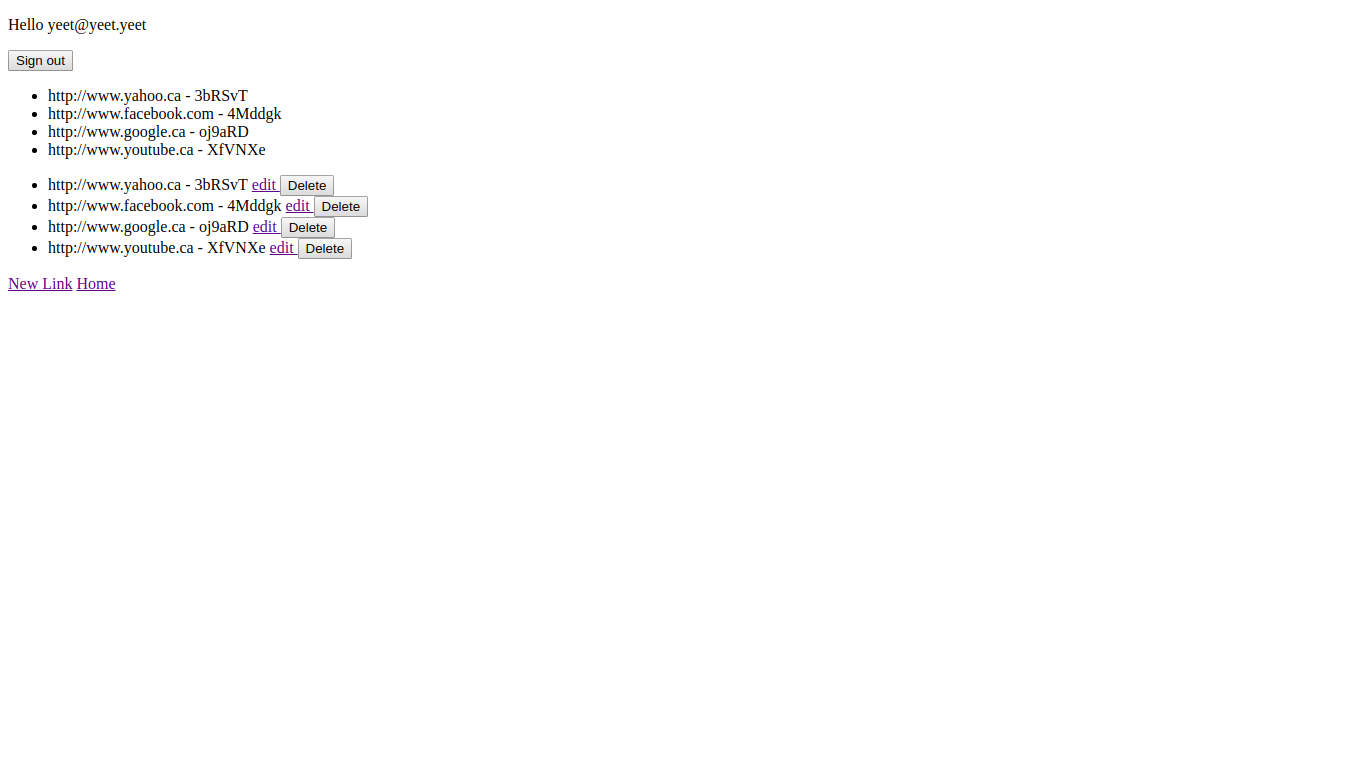 Hello yeet@yeet.yeet
Sign out
http://www.yahoo.ca - 3bRSvT
http://www.facebook.com - 4Mddgk
http://www.google.ca - oj9aRD
http://www.youtube.ca - XfVNXe
http://www.yahoo.ca - 3bRSvT edit Delete
http://www.facebook.com - 4Mddgk edit Delete
http://www.google.ca - oj9aRD edit Delete
http://www.youtube.ca - XfVNXe edit Delete
New Link Home